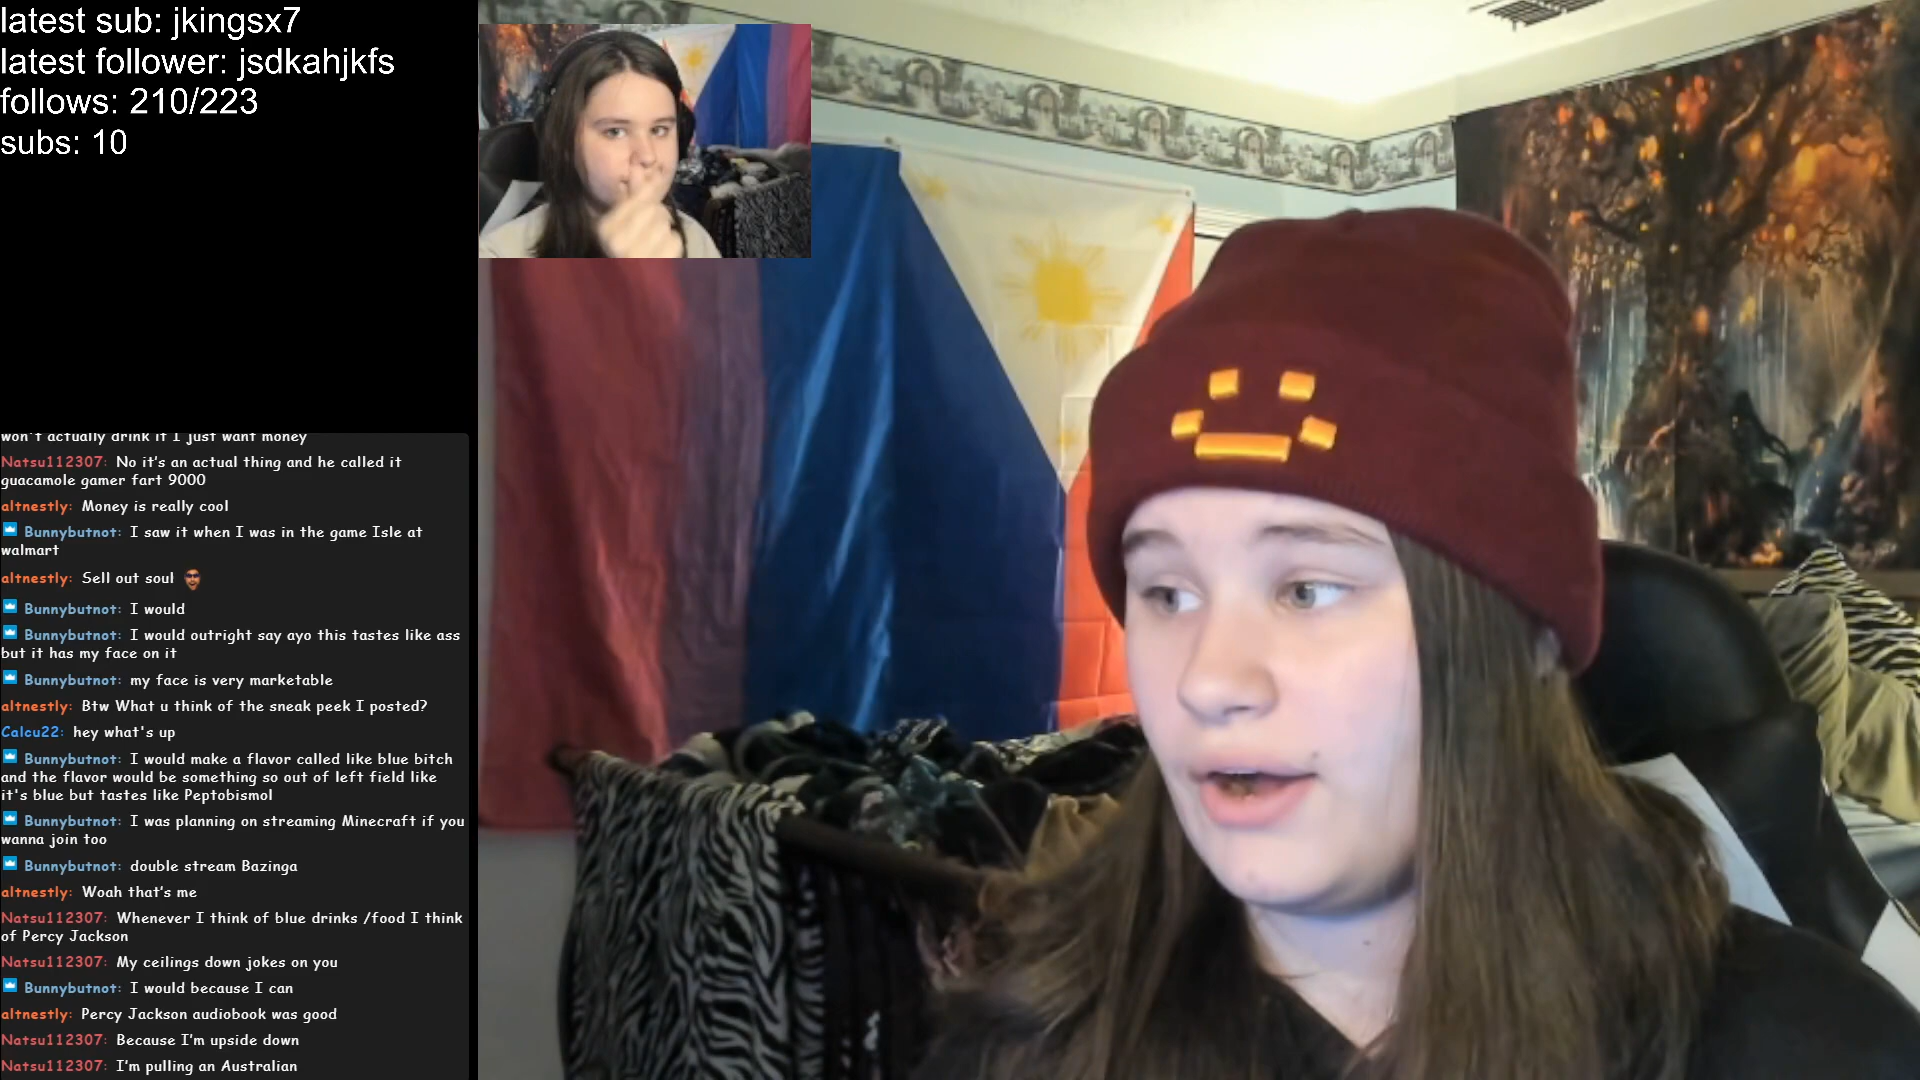 latest sub: jkingsx7
latest follower: jsdkahjkfs
follows: 210/223
subs: 10
won't actually drink it I just want money
Natsu112307: No it's an actual thing and he called it
guacamole gamer fart 9000
altnestly: Money is really cool
Bunnybutnot: I saw it when I was in the game Isle at
walmart
altnestly: Sell out soul
Bunnybutnot: I would
Bunnybutnot: I would outright say ayo this tastes like ass
but it has my face on it
Bunnybutnot: my face is very marketable
altnestly: Btw What u think of the sneak peek I posted?
Calcu22: hey what's up
Bunnybutnot: I would make a flavor called like blue bitch
and the flavor would be something so out of left field like
it's blue but tastes like Peptobismol
Bunnybutnot: I was planning on streaming Minecraft if you
wanna join too
Bunnybutnot: double stream Bazinga
altnestly: Woah that's me
Natsu112307: Whenever I think of blue drinks /food I think
of Percy Jackson
Natsu112307: My ceilings down jokes on you
Bunnybutnot: I would because I can
altnestly: Percy Jackson audiobook was good
Natsu112307: Because I'm upside down
Natsu112307: I'm pulling an Australian